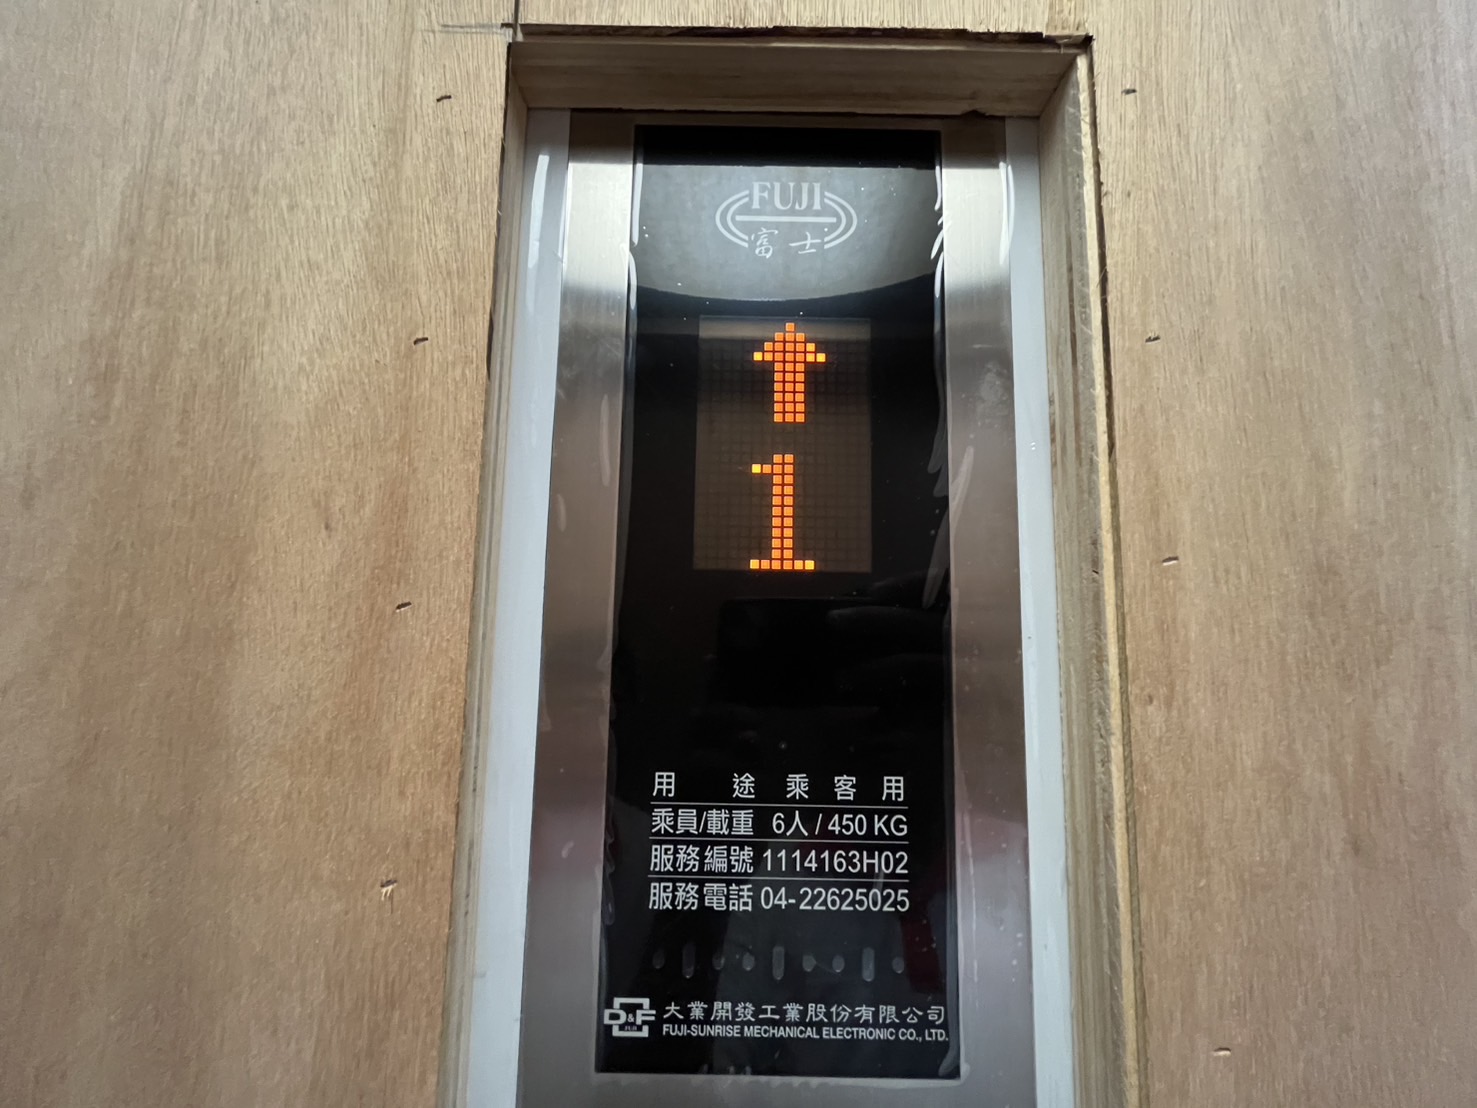 FUJI
富士
1
用途 乘客用
乘員/載重 6人/450 KG
服務編號 1114163H02
服務電話 04-22625025
D&F
FUJI
大業開發工業股份有限公司
FUJI-SUNRISE MECHANICAL ELECTRONIC CO., LTD.